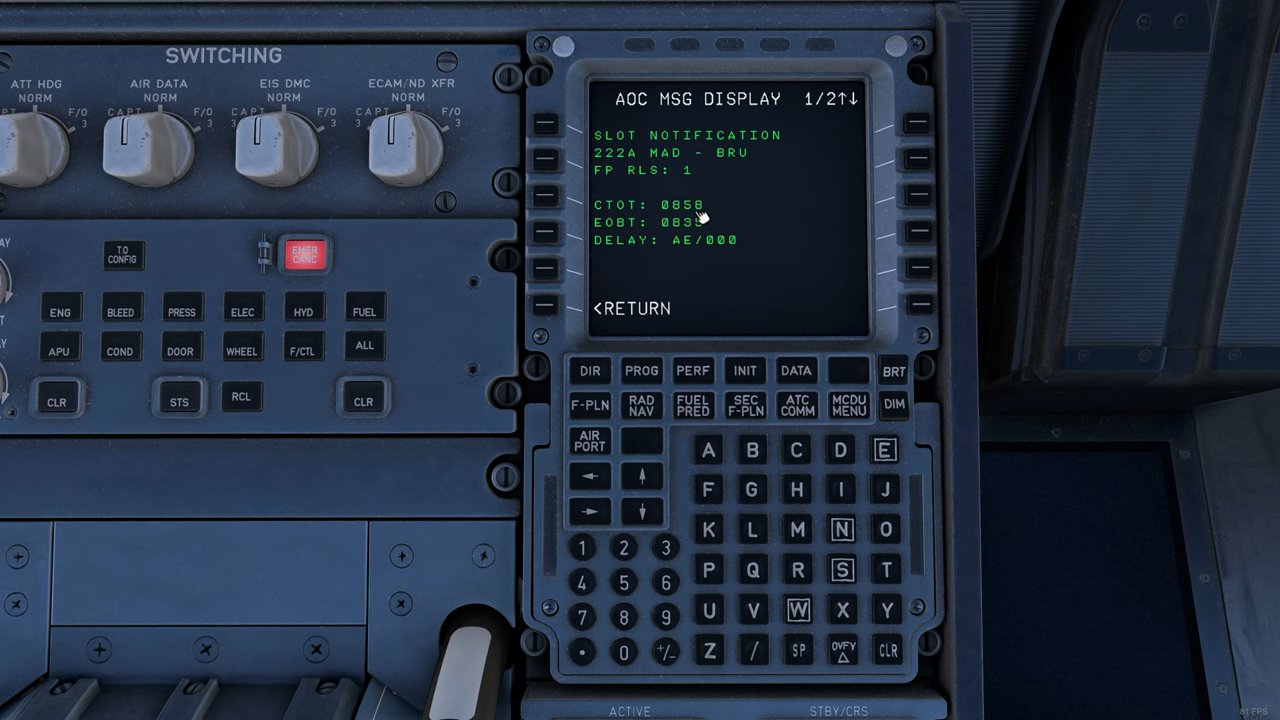 SWITCHING
ATT HDG
NORM
F/O
3
AIR DATA
NORM
CAPT
F/O
3
EIS DMC
NORM
CAPT
F/O
3
ECAM/ND XFR
NORM
CAPT
F/O
3
T.O
CONFIG
EMER
CANC
ENG
BLEED
PRESS
ELEC
HYD
FUEL
APU
COND
DOOR
WHEEL
F/CTL
ALL
CLR
STS
RCL
CLR
AOC MSG DISPLAY 1/2↑↓
SLOT NOTIFICATION
222A MAD - BRU
FP RLS: 1
CTOT: 0858
EOBT:
DELAY: AE/000
<RETURN
DIR
PROG
PERF
INIT
DATA
BRT
F-PLN
RAD
NAV
FUEL
PRED
SEC
F-PLN
ATC
COMM
MCDU
MENU
DIM
AIR
PORT
A B C D E
F G H I J
K L M N O
P Q R S T
U V W X Y
Z / SP OVFY CLR
1 2 3
4 5 6
7 8 9
. 0 +/-
ACTIVE
STBY/CRS
61 FPS